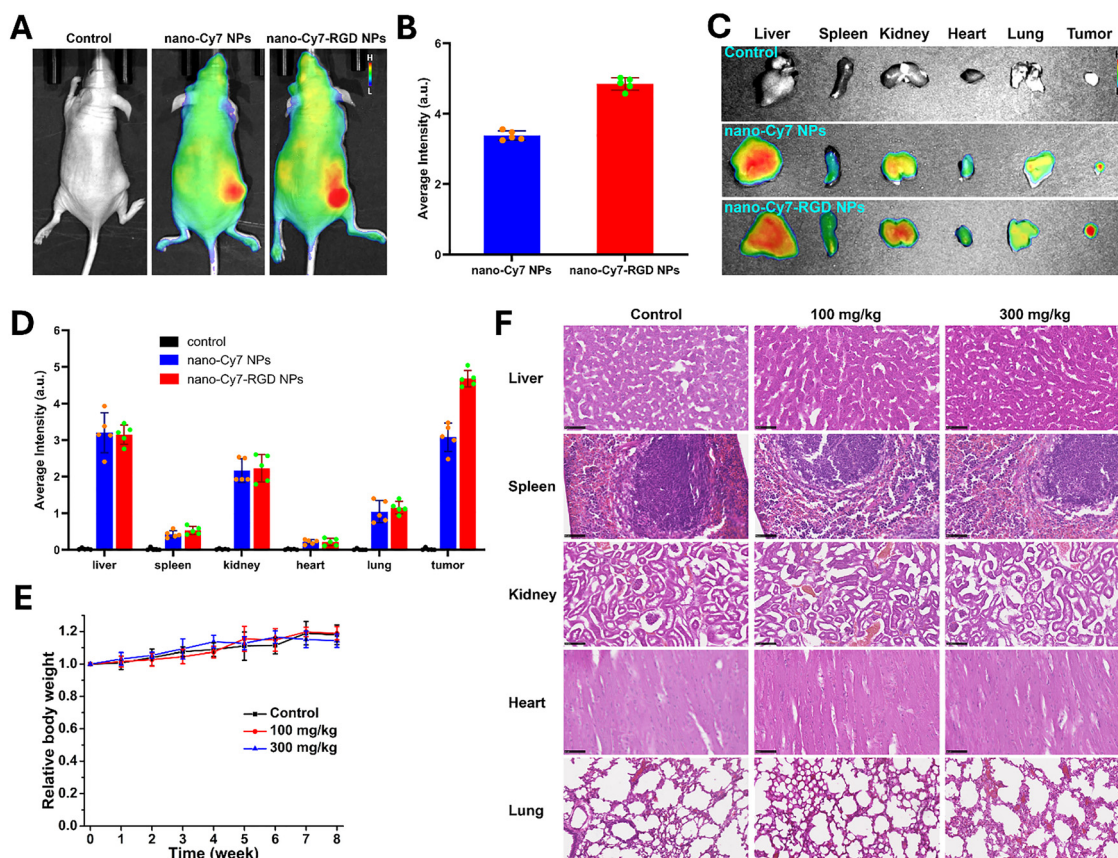 A
Control
nano-Cy7 NPs
nano-Cy7-RGD NPs
H
L
B
Average Intensity (a.u.)
6
4
2
0
nano-Cy7 NPs
nano-Cy7-RGD NPs
C
Liver Spleen Kidney Heart Lung Tumor
Control
nano-Cy7 NPs
nano-Cy7-RGD NPs
D
Average Intensity (a.u.)
6
5
4
3
2
1
0
control
nano-Cy7 NPs
nano-Cy7-RGD NPs
liver spleen kidney heart lung tumor
E
Relative body weight
1.2
1.0
0.8
0.6
0.4
0.2
0.0
Control
100 mg/kg
300 mg/kg
0 1 2 3 4 5 6 7 8
Time (week)
F
Control 100 mg/kg 300 mg/kg
Liver
Spleen
Kidney
Heart
Lung